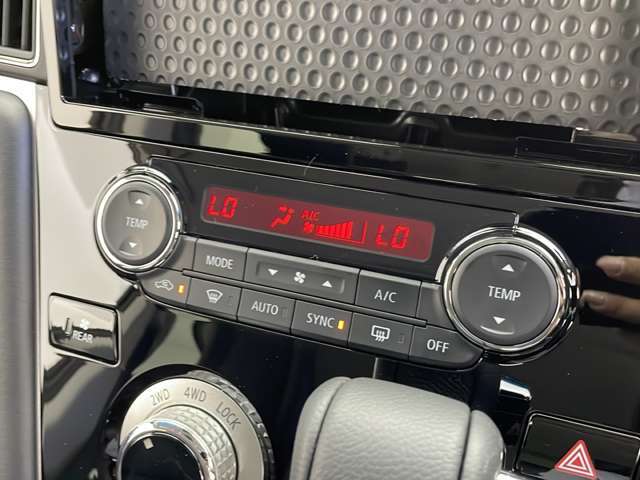 LO A/C LO
TEMP
MODE
A/C
TEMP
AUTO
SYNC
OFF
REAR
2WD 4WD LOCK